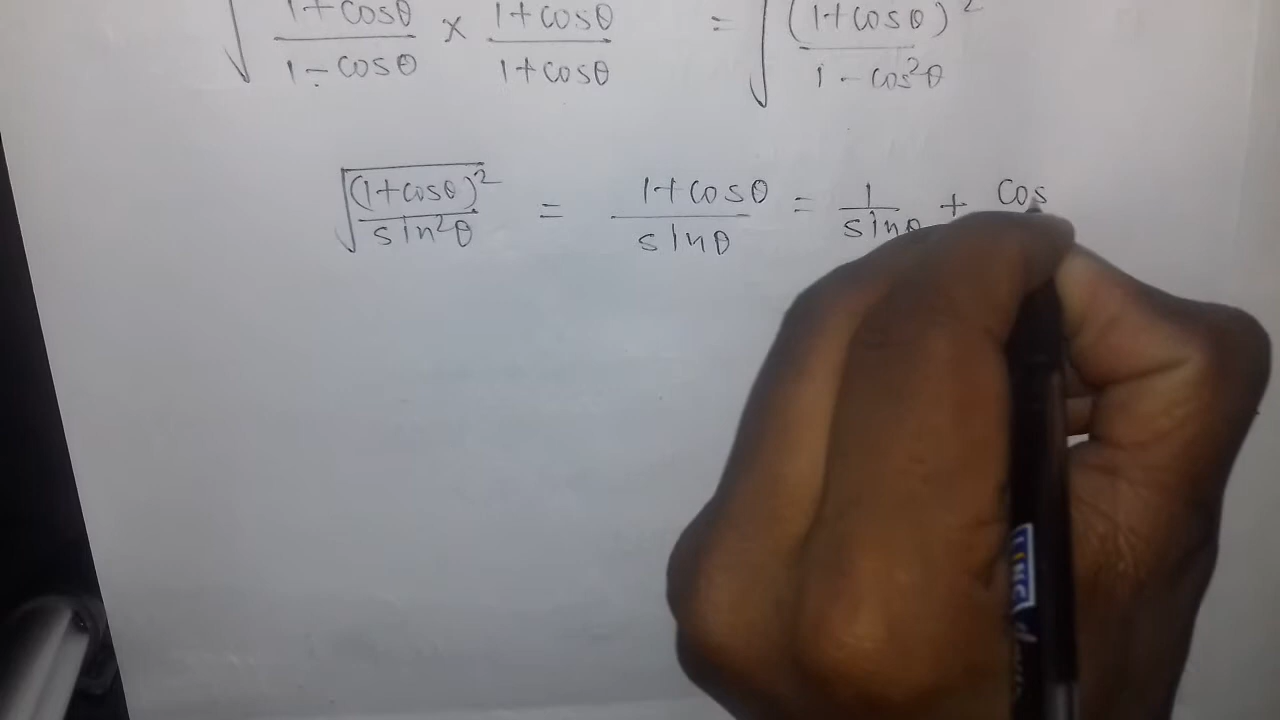 √(1+cosθ)/(1-cosθ) × (1+cosθ)/(1+cosθ) = √(1+cosθ)²/(1-cos²θ)
√(1+cosθ)²/sin²θ = (1+cosθ)/sinθ = 1/sinθ + cos
LINC